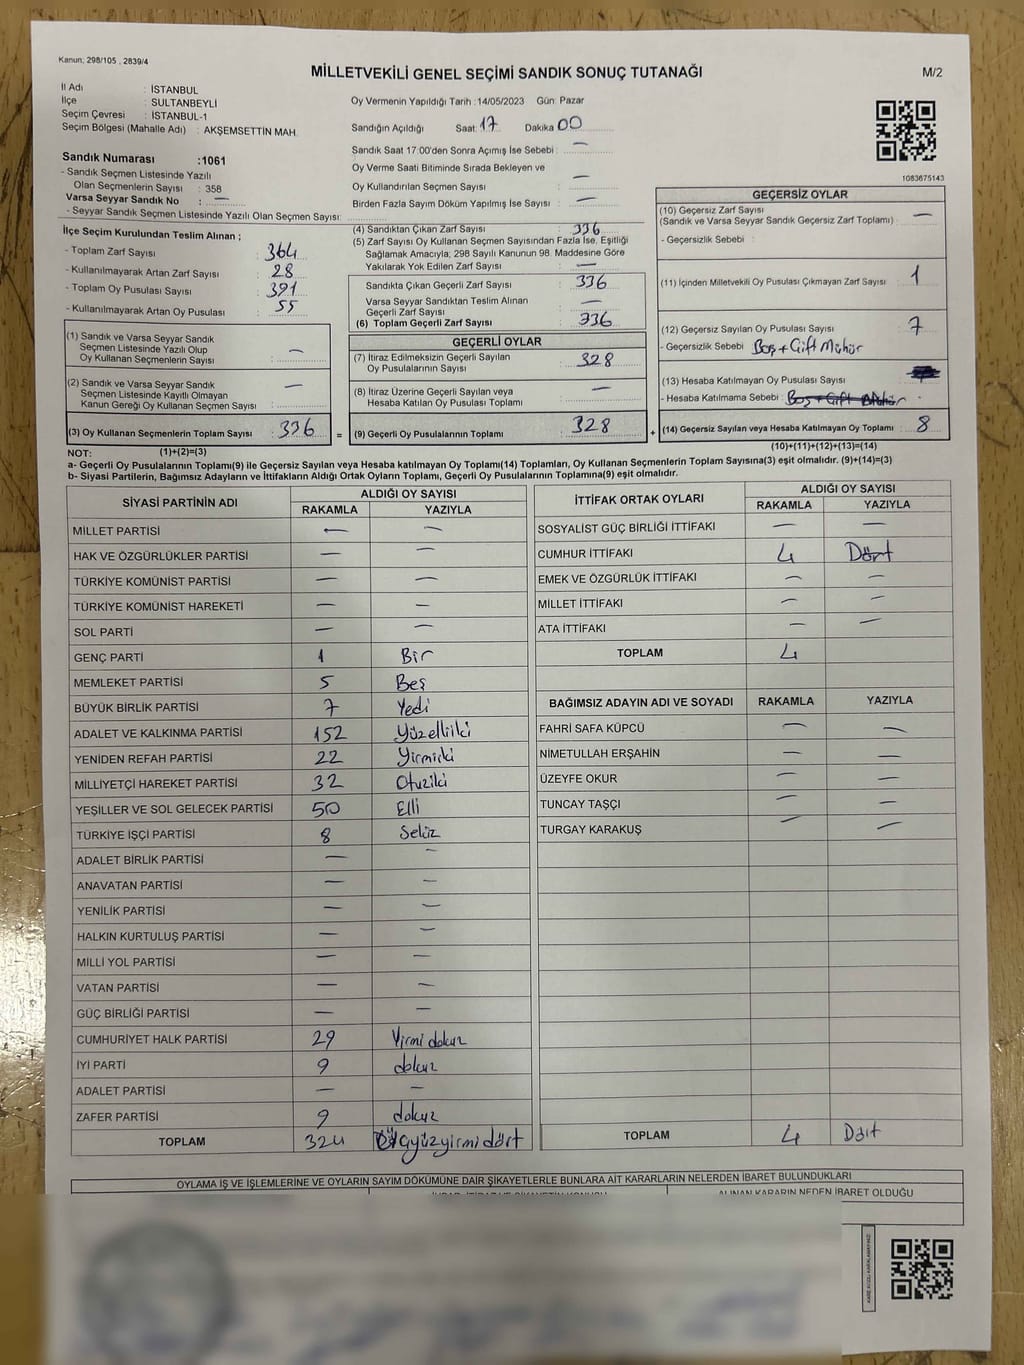 Kanun: 298/105 , 2839/4
MİLLETVEKİLİ GENEL SEÇİMİ SANDIK SONUÇ TUTANAĞI
M/2
İl Adı : İSTANBUL
İlçe : SULTANBEYLİ
Seçim Çevresi : İSTANBUL-1
Seçim Bölgesi (Mahalle Adı) : AKŞEMSETTİN MAH.
Oy Vermenin Yapıldığı Tarih : 14/05/2023 Gün: Pazar
Sandığın Açıldığı Saat: 17 Dakika 00
Sandık Saat 17:00'den Sonra Açımış İse Sebebi : —
Oy Verme Saati Bitiminde Sırada Bekleyen ve
Oy Kullandırılan Seçmen Sayısı : —
Birden Fazla Sayım Döküm Yapılmış İse Sayısı : —
1083675143
Sandık Numarası :1061
- Sandık Seçmen Listesinde Yazılı
Olan Seçmenlerin Sayısı : 358
Varsa Seyyar Sandık No : —
- Seyyar Sandık Seçmen Listesinde Yazılı Olan Seçmen Sayısı:
İlçe Seçim Kurulundan Teslim Alınan ;
- Toplam Zarf Sayısı : 364
- Kullanılmayarak Artan Zarf Sayısı : 28
- Toplam Oy Pusulası Sayısı : 391
- Kullanılmayarak Artan Oy Pusulası : 55
(1) Sandık ve Varsa Seyyar Sandık
Seçmen Listesinde Yazılı Olup
Oy Kullanan Seçmenlerin Sayısı : —
(2) Sandık ve Varsa Seyyar Sandık
Seçmen Listesinde Kayıtlı Olmayan
Kanun Gereği Oy Kullanan Seçmen Sayısı : —
(3) Oy Kullanan Seçmenlerin Toplam Sayısı : 336
(4) Sandıktan Çıkan Zarf Sayısı : 336
(5) Zarf Sayısı Oy Kullanan Seçmen Sayısından Fazla İse, Eşitliği
Sağlamak Amacıyla; 298 Sayılı Kanunun 98. Maddesine Göre
Yakılarak Yok Edilen Zarf Sayısı : —
Sandıkta Çıkan Geçerli Zarf Sayısı : 336
Varsa Seyyar Sandıktan Teslim Alınan
Geçerli Zarf Sayısı : —
(6) Toplam Geçerli Zarf Sayısı : 336
GEÇERLİ OYLAR
(7) İtiraz Edilmeksizin Geçerli Sayılan
Oy Pusulalarının Sayısı : 328
(8) İtiraz Üzerine Geçerli Sayılan veya
Hesaba Katılan Oy Pusulası Toplamı : —
= (9) Geçerli Oy Pusulalarının Toplamı : 328 +
GEÇERSİZ OYLAR
(10) Geçersiz Zarf Sayısı
(Sandık ve Varsa Seyyar Sandık Geçersiz Zarf Toplamı) : —
- Geçersizlik Sebebi :
(11) İçinden Milletvekili Oy Pusulası Çıkmayan Zarf Sayısı : 1
(12) Geçersiz Sayılan Oy Pusulası Sayısı : 7
- Geçersizlik Sebebi : Boş + Çift Mühür
(13) Hesaba Katılmayan Oy Pusulası Sayısı :
- Hesaba Katılmama Sebebi : Boş + Çift Mühür
(14) Geçersiz Sayılan veya Hesaba Katılmayan Oy Toplamı : 8
NOT: (1)+(2)=(3)
(10)+(11)+(12)+(13)=(14)
a- Geçerli Oy Pusulalarının Toplamı(9) ile Geçersiz Sayılan veya Hesaba katılmayan Oy Toplamı(14) Toplamları, Oy Kullanan Seçmenlerin Toplam Sayısına(3) eşit olmalıdır. (9)+(14)=(3)
b- Siyasi Partilerin, Bağımsız Adayların ve İttifakların Aldığı Ortak Oyların Toplamı, Geçerli Oy Pusulalarının Toplamına(9) eşit olmalıdır.
SİYASİ PARTİNİN ADI ALDIĞI OY SAYISI
RAKAMLA YAZIYLA
MİLLET PARTİSİ — —
HAK VE ÖZGÜRLÜKLER PARTİSİ — —
TÜRKİYE KOMÜNİST PARTİSİ — —
TÜRKİYE KOMÜNİST HAREKETİ — —
SOL PARTİ — —
GENÇ PARTİ 1 Bir
MEMLEKET PARTİSİ 5 Beş
BÜYÜK BİRLİK PARTİSİ 7 Yedi
ADALET VE KALKINMA PARTİSİ 152 Yüzelliiki
YENİDEN REFAH PARTİSİ 22 Yirmiiki
MİLLİYETÇİ HAREKET PARTİSİ 32 Otuziki
YEŞİLLER VE SOL GELECEK PARTİSİ 50 Elli
TÜRKİYE İŞÇİ PARTİSİ 8 Sekiz
ADALET BİRLİK PARTİSİ — —
ANAVATAN PARTİSİ — —
YENİLİK PARTİSİ — —
HALKIN KURTULUŞ PARTİSİ — —
MİLLİ YOL PARTİSİ — —
VATAN PARTİSİ — —
GÜÇ BİRLİĞİ PARTİSİ — —
CUMHURİYET HALK PARTİSİ 29 Yirmi dokuz
İYİ PARTİ 9 dokuz
ADALET PARTİSİ — —
ZAFER PARTİSİ 9 dokuz
TOPLAM 324 Üçyüzyirmi dört
İTTİFAK ORTAK OYLARI ALDIĞI OY SAYISI
RAKAMLA YAZIYLA
SOSYALİST GÜÇ BİRLİĞİ İTTİFAKI — —
CUMHUR İTTİFAKI 4 Dört
EMEK VE ÖZGÜRLÜK İTTİFAKI — —
MİLLET İTTİFAKI — —
ATA İTTİFAKI — —
TOPLAM 4
BAĞIMSIZ ADAYIN ADI VE SOYADI RAKAMLA YAZIYLA
FAHRİ SAFA KÜPCÜ — —
NİMETULLAH ERŞAHİN — —
ÜZEYFE OKUR — —
TUNCAY TAŞÇI — —
TURGAY KARAKUŞ — —
TOPLAM 4 Dört
OYLAMA İŞ VE İŞLEMLERİNE VE OYLARIN SAYIM DÖKÜMÜNE DAİR ŞİKAYETLERLE BUNLARA AİT KARARLARIN NELERDEN İBARET BULUNDUKLARI
ALINAN KARARIN NEDEN İBARET OLDUĞU